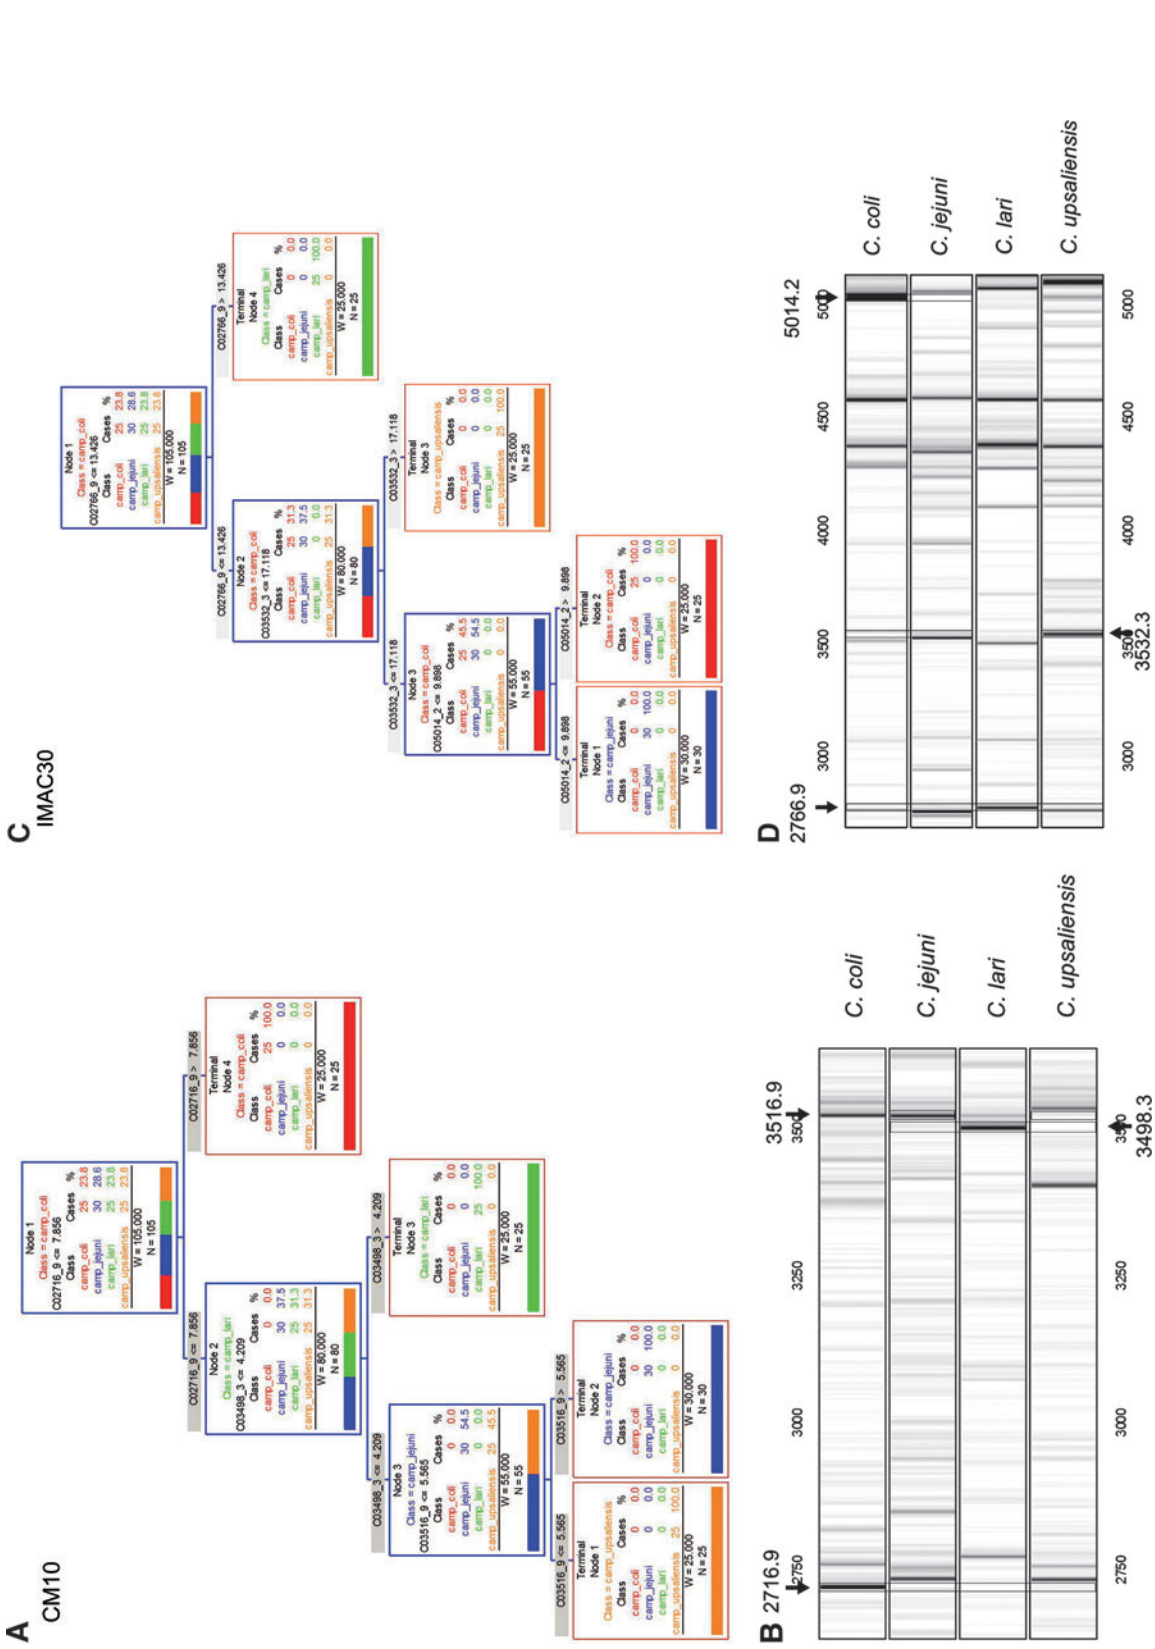 A
CM10
Node 1
Class = camp_coli
C02716_9 <= 7.856
Class Cases %
camp_coli 25 23.8
camp_jejuni 30 28.6
camp_lari 25 23.8
camp_upsaliensis 25 23.8
W = 105.000
N = 105
C02716_9 <= 7.856
C02716_9 > 7.856
Node 2
Class = camp_lari
C03498_3 <= 4.209
Class Cases %
camp_coli 0 0.0
camp_jejuni 30 37.5
camp_lari 25 31.3
camp_upsaliensis 25 31.3
W = 80.000
N = 80
Terminal
Node 4
Class = camp_coli
Class Cases %
camp_coli 25 100.0
camp_jejuni 0 0.0
camp_lari 0 0.0
camp_upsaliensis 0 0.0
W = 25.000
N = 25
C03498_3 <= 4.209
C03498_3 > 4.209
Node 3
Class = camp_jejuni
C03516_9 <= 5.565
Class Cases %
camp_coli 0 0.0
camp_jejuni 30 54.5
camp_lari 0 0.0
camp_upsaliensis 25 45.5
W = 55.000
N = 55
Terminal
Node 3
Class = camp_lari
Class Cases %
camp_coli 0 0.0
camp_jejuni 0 0.0
camp_lari 25 100.0
camp_upsaliensis 0 0.0
W = 25.000
N = 25
C03516_9 <= 5.565
C03516_9 > 5.565
Terminal
Node 1
Class = camp_upsaliensis
Class Cases %
camp_coli 0 0.0
camp_jejuni 0 0.0
camp_lari 0 0.0
camp_upsaliensis 25 100.0
W = 25.000
N = 25
Terminal
Node 2
Class = camp_jejuni
Class Cases %
camp_coli 0 0.0
camp_jejuni 30 100.0
camp_lari 0 0.0
camp_upsaliensis 0 0.0
W = 30.000
N = 30
B
2716.9
3516.9
2750 3000 3250 3500
C. coli
C. jejuni
C. lari
C. upsaliensis
2750 3000 3250 3500
3498.3
C
IMAC30
Node 1
Class = camp_coli
C02766_9 <= 13.426
Class Cases %
camp_coli 25 23.8
camp_jejuni 30 28.6
camp_lari 25 23.8
camp_upsaliensis 25 23.8
W = 105.000
N = 105
C02766_9 <= 13.426
C02766_9 > 13.426
Node 2
Class = camp_coli
C03532_3 <= 17.118
Class Cases %
camp_coli 25 31.3
camp_jejuni 30 37.5
camp_lari 0 0.0
camp_upsaliensis 25 31.3
W = 80.000
N = 80
Terminal
Node 4
Class = camp_lari
Class Cases %
camp_coli 0 0.0
camp_jejuni 0 0.0
camp_lari 25 100.0
camp_upsaliensis 0 0.0
W = 25.000
N = 25
C03532_3 <= 17.118
C03532_3 > 17.118
Node 3
Class = camp_coli
C05014_2 <= 9.898
Class Cases %
camp_coli 25 45.5
camp_jejuni 30 54.5
camp_lari 0 0.0
camp_upsaliensis 0 0.0
W = 55.000
N = 55
Terminal
Node 3
Class = camp_upsaliensis
Class Cases %
camp_coli 0 0.0
camp_jejuni 0 0.0
camp_lari 0 0.0
camp_upsaliensis 25 100.0
W = 25.000
N = 25
C05014_2 <= 9.898
C05014_2 > 9.898
Terminal
Node 1
Class = camp_jejuni
Class Cases %
camp_coli 0 0.0
camp_jejuni 30 100.0
camp_lari 0 0.0
camp_upsaliensis 0 0.0
W = 30.000
N = 30
Terminal
Node 2
Class = camp_coli
Class Cases %
camp_coli 25 100.0
camp_jejuni 0 0.0
camp_lari 0 0.0
camp_upsaliensis 0 0.0
W = 25.000
N = 25
D
2766.9
5014.2
3000 3500 4000 4500 5000
C. coli
C. jejuni
C. lari
C. upsaliensis
3000 3500 4000 4500 5000
3532.3